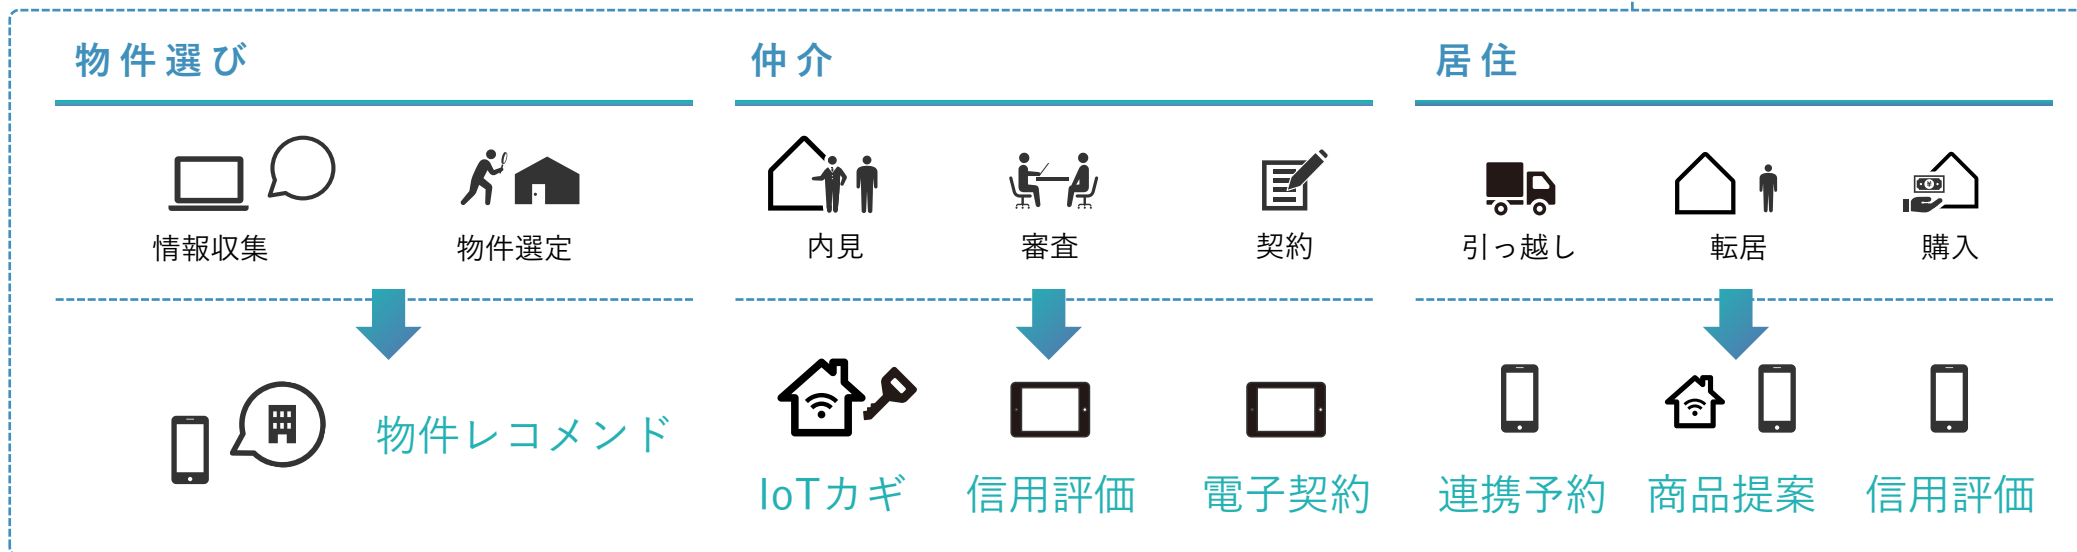 物件選び
情報収集
物件選定
物件レコメンド
仲介
内見
審査
契約
IoTカギ
信用評価
電子契約
居住
引っ越し
転居
購入
連携予約
商品提案
信用評価